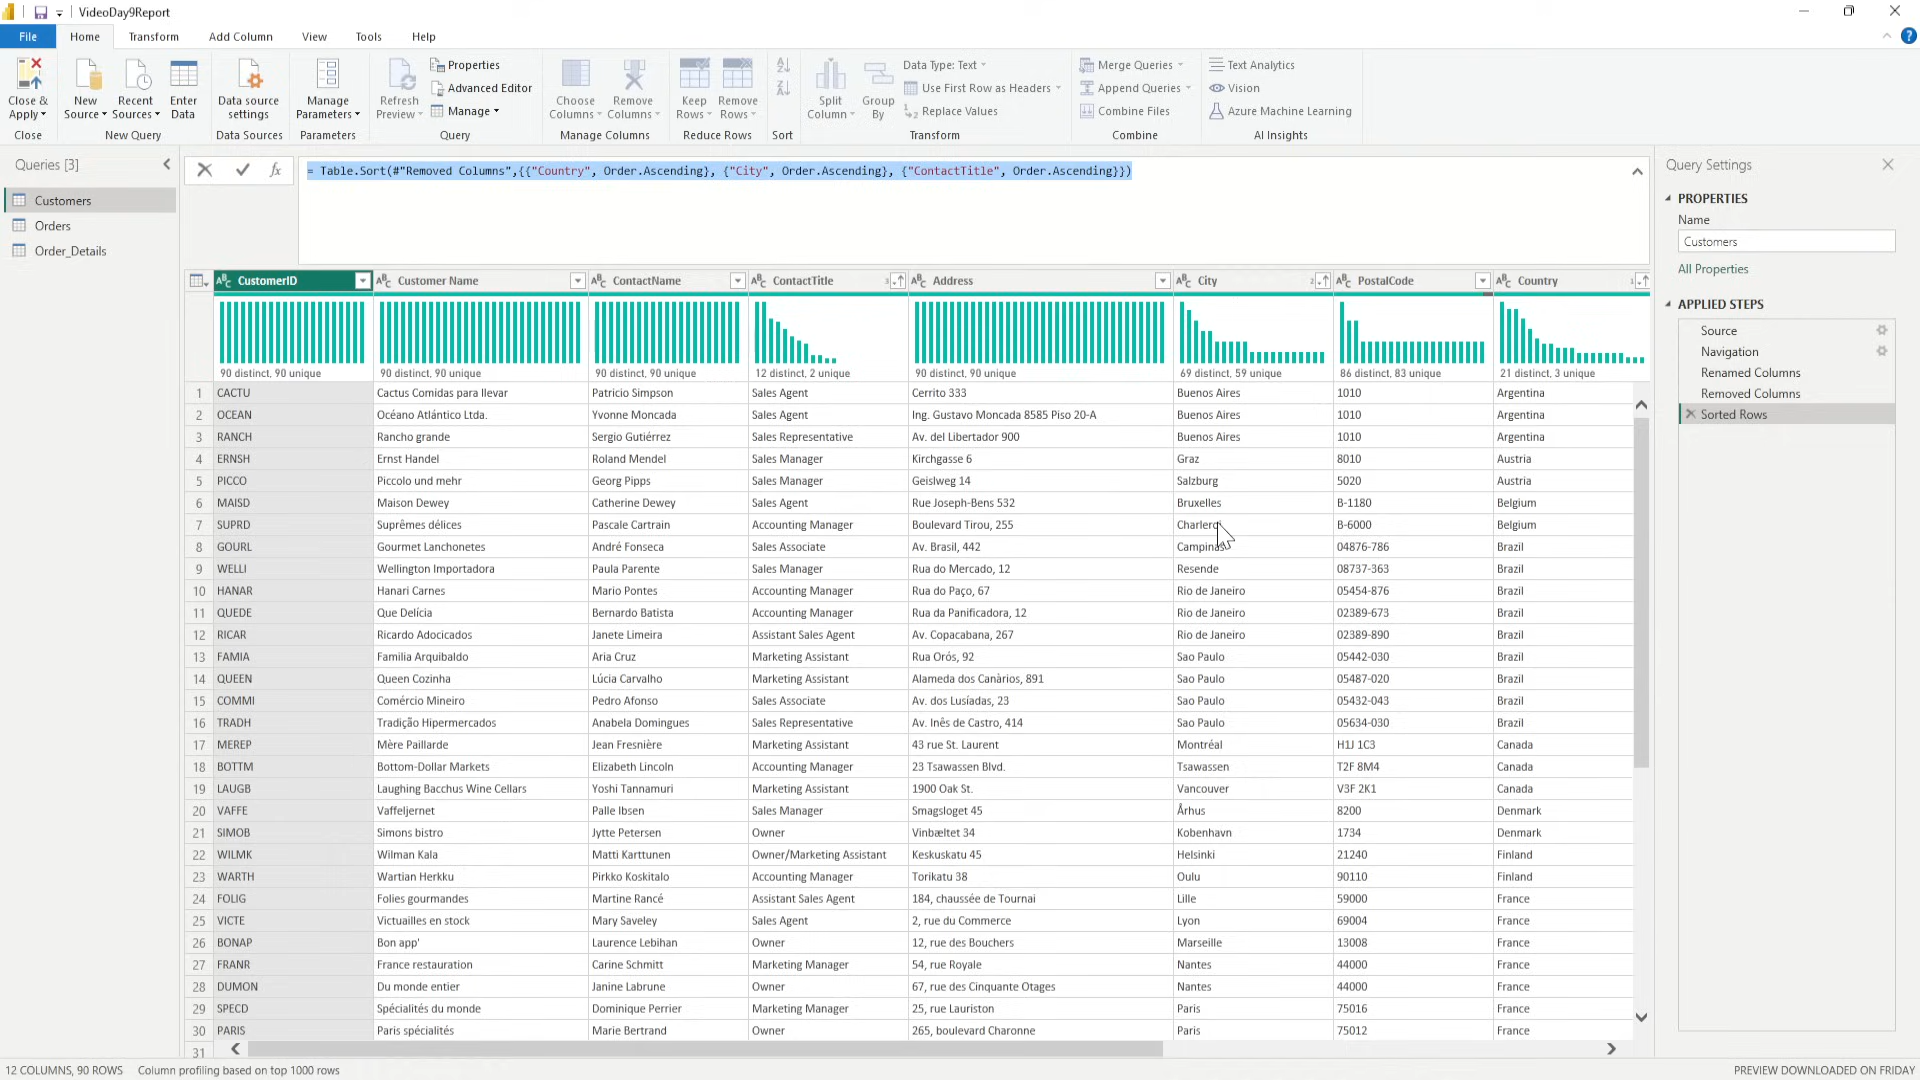 VideoDay9Report
File Home Transform Add Column View Tools Help
Close & Apply
Close
New Source
Recent Sources
Enter Data
New Query
Data source settings
Data Sources
Manage Parameters
Parameters
Refresh Preview
Properties
Advanced Editor
Manage
Query
Choose Columns
Remove Columns
Manage Columns
Keep Rows
Remove Rows
Reduce Rows
Sort
Split Column
Group By
Data Type: Text
Use First Row as Headers
Replace Values
Transform
Merge Queries
Append Queries
Combine Files
Combine
Text Analytics
Vision
Azure Machine Learning
AI Insights
Queries [3]
Customers
Orders
Order_Details
fx
= Table.Sort(#"Removed Columns",{{"Country", Order.Ascending}, {"City", Order.Ascending}, {"ContactTitle", Order.Ascending}})
CustomerID Customer Name ContactName ContactTitle 3 Address City 2 PostalCode Country 1
90 distinct, 90 unique 90 distinct, 90 unique 90 distinct, 90 unique 12 distinct, 2 unique 90 distinct, 90 unique 69 distinct, 59 unique 86 distinct, 83 unique 21 distinct, 3 unique
1 CACTU Cactus Comidas para llevar Patricio Simpson Sales Agent Cerrito 333 Buenos Aires 1010 Argentina
2 OCEAN Océano Atlántico Ltda. Yvonne Moncada Sales Agent Ing. Gustavo Moncada 8585 Piso 20-A Buenos Aires 1010 Argentina
3 RANCH Rancho grande Sergio Gutiérrez Sales Representative Av. del Libertador 900 Buenos Aires 1010 Argentina
4 ERNSH Ernst Handel Roland Mendel Sales Manager Kirchgasse 6 Graz 8010 Austria
5 PICCO Piccolo und mehr Georg Pipps Sales Manager Geislweg 14 Salzburg 5020 Austria
6 MAISD Maison Dewey Catherine Dewey Sales Agent Rue Joseph-Bens 532 Bruxelles B-1180 Belgium
7 SUPRD Suprêmes délices Pascale Cartrain Accounting Manager Boulevard Tirou, 255 Charleroi B-6000 Belgium
8 GOURL Gourmet Lanchonetes André Fonseca Sales Associate Av. Brasil, 442 Campinas 04876-786 Brazil
9 WELLI Wellington Importadora Paula Parente Sales Manager Rua do Mercado, 12 Resende 08737-363 Brazil
10 HANAR Hanari Carnes Mario Pontes Accounting Manager Rua do Paço, 67 Rio de Janeiro 05454-876 Brazil
11 QUEDE Que Delícia Bernardo Batista Accounting Manager Rua da Panificadora, 12 Rio de Janeiro 02389-673 Brazil
12 RICAR Ricardo Adocicados Janete Limeira Assistant Sales Agent Av. Copacabana, 267 Rio de Janeiro 02389-890 Brazil
13 FAMIA Familia Arquibaldo Aria Cruz Marketing Assistant Rua Orós, 92 Sao Paulo 05442-030 Brazil
14 QUEEN Queen Cozinha Lúcia Carvalho Marketing Assistant Alameda dos Canàrios, 891 Sao Paulo 05487-020 Brazil
15 COMMI Comércio Mineiro Pedro Afonso Sales Associate Av. dos Lusíadas, 23 Sao Paulo 05432-043 Brazil
16 TRADH Tradição Hipermercados Anabela Domingues Sales Representative Av. Inês de Castro, 414 Sao Paulo 05634-030 Brazil
17 MEREP Mère Paillarde Jean Fresnière Marketing Assistant 43 rue St. Laurent Montréal H1J 1C3 Canada
18 BOTTM Bottom-Dollar Markets Elizabeth Lincoln Accounting Manager 23 Tsawassen Blvd. Tsawassen T2F 8M4 Canada
19 LAUGB Laughing Bacchus Wine Cellars Yoshi Tannamuri Marketing Assistant 1900 Oak St. Vancouver V3F 2K1 Canada
20 VAFFE Vaffeljernet Palle Ibsen Sales Manager Smagsloget 45 Århus 8200 Denmark
21 SIMOB Simons bistro Jytte Petersen Owner Vinbæltet 34 Kobenhavn 1734 Denmark
22 WILMK Wilman Kala Matti Karttunen Owner/Marketing Assistant Keskuskatu 45 Helsinki 21240 Finland
23 WARTH Wartian Herkku Pirkko Koskitalo Accounting Manager Torikatu 38 Oulu 90110 Finland
24 FOLIG Folies gourmandes Martine Rancé Assistant Sales Agent 184, chaussée de Tournai Lille 59000 France
25 VICTE Victuailles en stock Mary Saveley Sales Agent 2, rue du Commerce Lyon 69004 France
26 BONAP Bon app' Laurence Lebihan Owner 12, rue des Bouchers Marseille 13008 France
27 FRANR France restauration Carine Schmitt Marketing Manager 54, rue Royale Nantes 44000 France
28 DUMON Du monde entier Janine Labrune Owner 67, rue des Cinquante Otages Nantes 44000 France
29 SPECD Spécialités du monde Dominique Perrier Marketing Manager 25, rue Lauriston Paris 75016 France
30 PARIS Paris spécialités Marie Bertrand Owner 265, boulevard Charonne Paris 75012 France
31
Query Settings
PROPERTIES
Name
Customers
All Properties
APPLIED STEPS
Source
Navigation
Renamed Columns
Removed Columns
Sorted Rows
12 COLUMNS, 90 ROWS Column profiling based on top 1000 rows PREVIEW DOWNLOADED ON FRIDAY